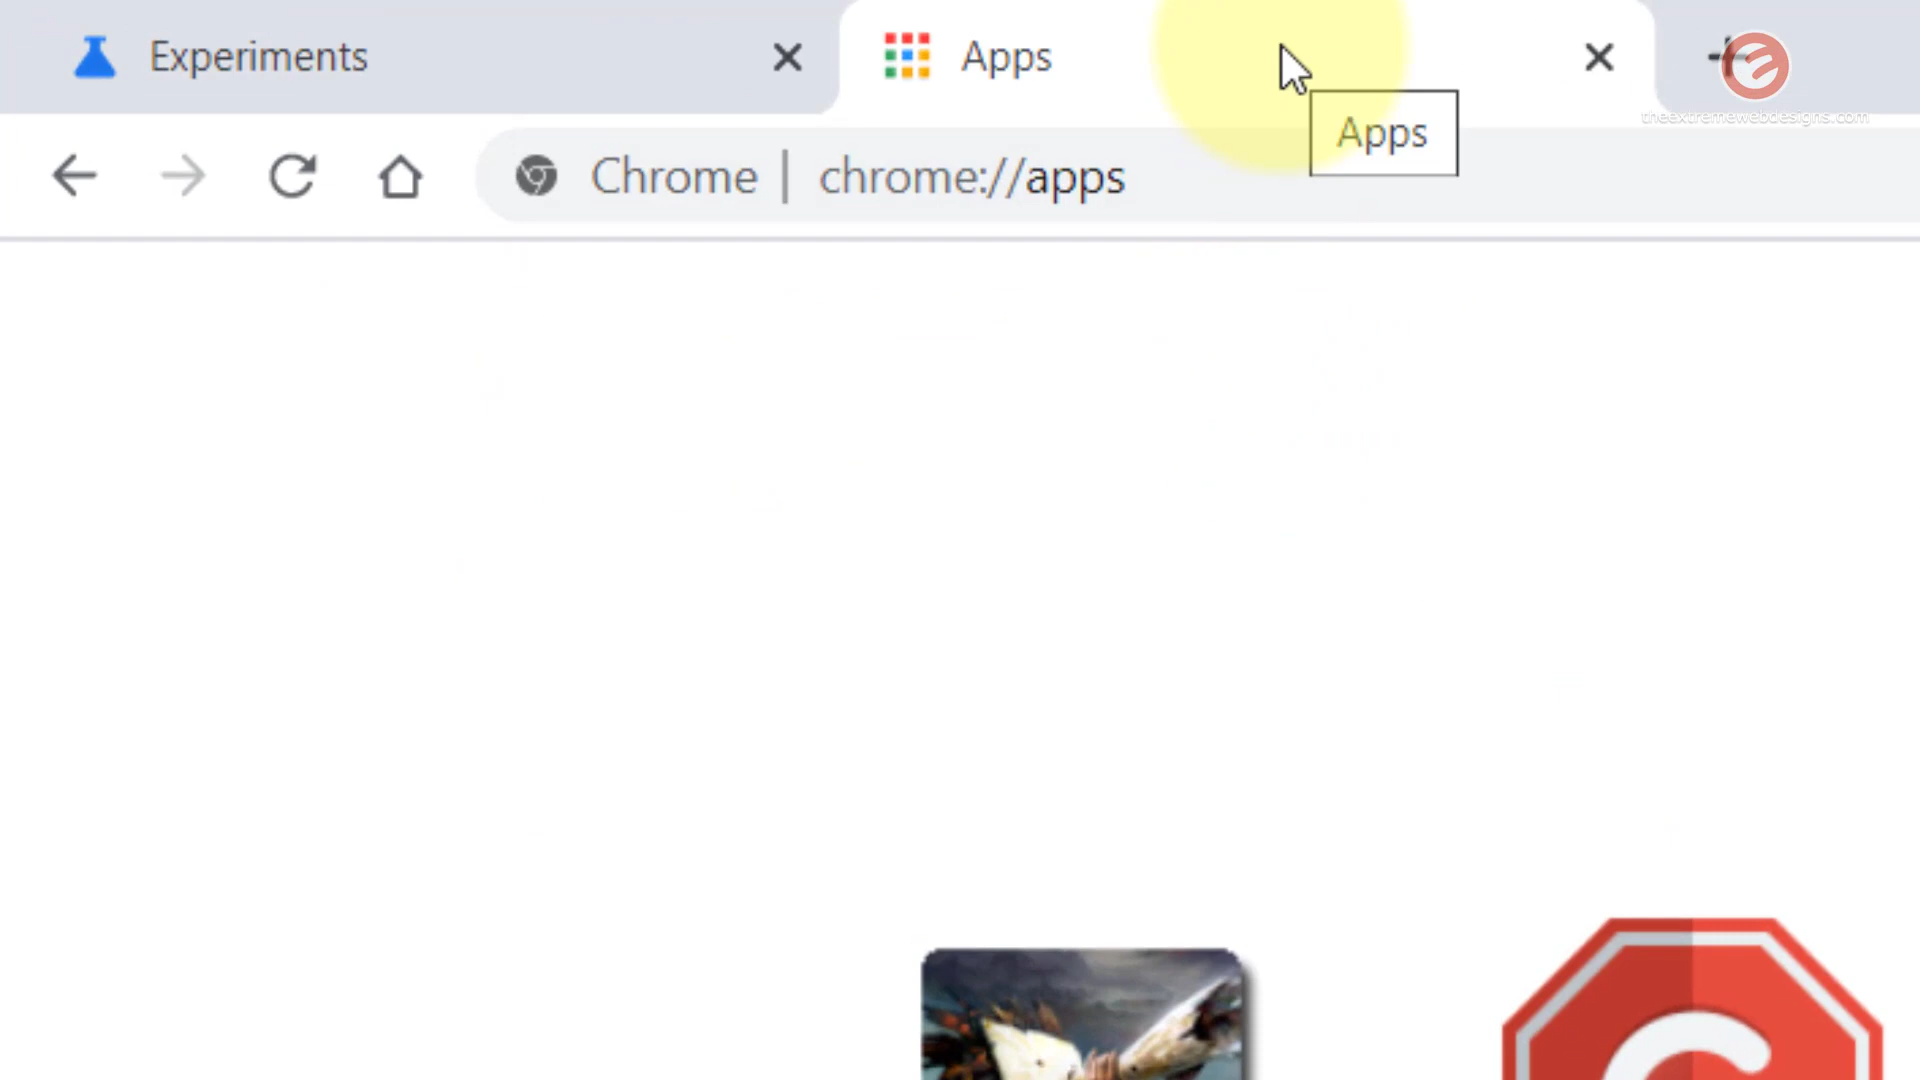 Experiments
Apps
theextremewebdesigns.com
Apps
Chrome | chrome://apps